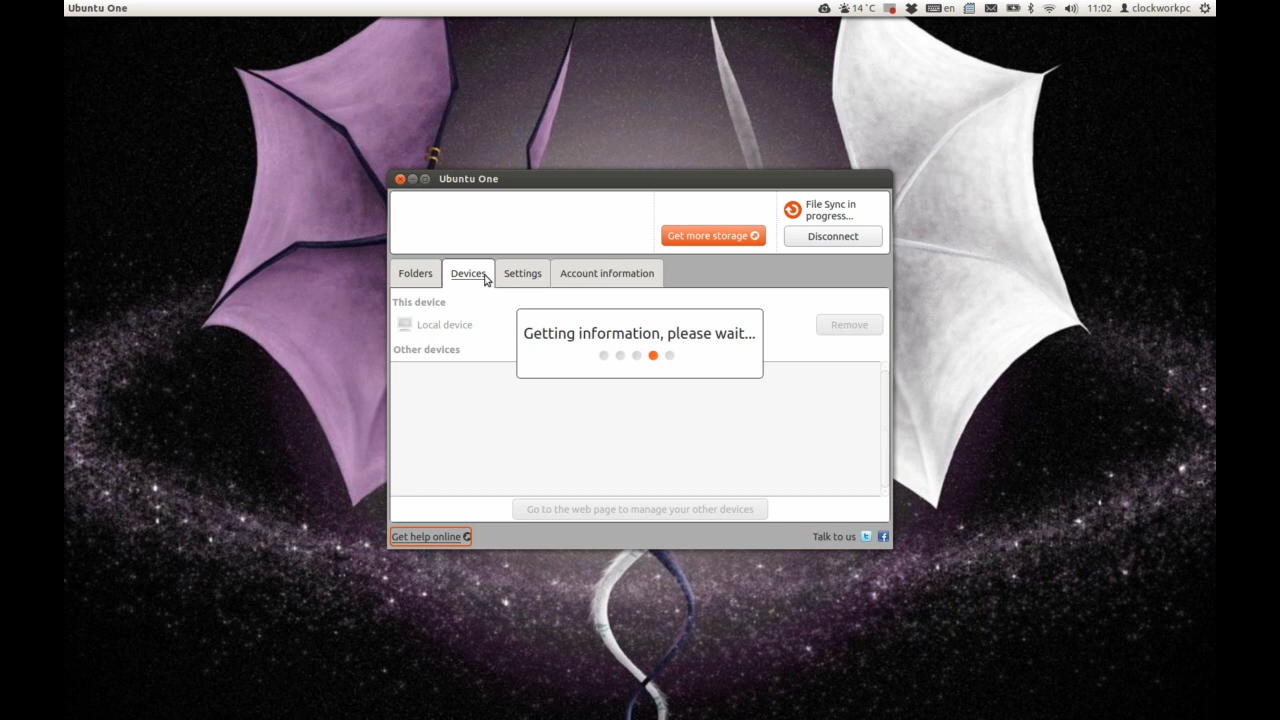 Ubuntu One
14 °C
en
11:02
clockworkpc
Ubuntu One
File Sync in
progress...
Get more storage
Disconnect
Folders
Devices
Settings
Account information
This device
Local device
Remove
Getting information, please wait...
Other devices
Go to the web page to manage your other devices
Get help online
Talk to us